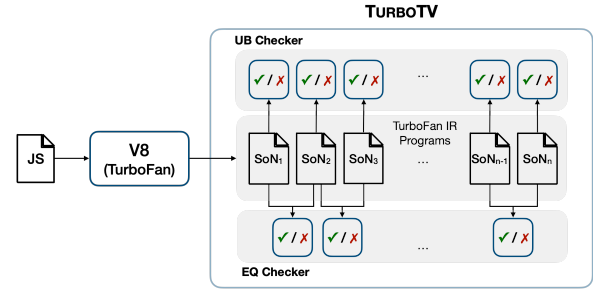 TURBOTV
UB Checker
✓/✗ ✓/✗ ✓/✗ ... ✓/✗ ✓/✗
TurboFan IR
Programs
JS
V8
(TurboFan)
SoN1 SoN2 SoN3 ... SoNn-1 SoNn
✓/✗ ✓/✗ ... ✓/✗
EQ Checker